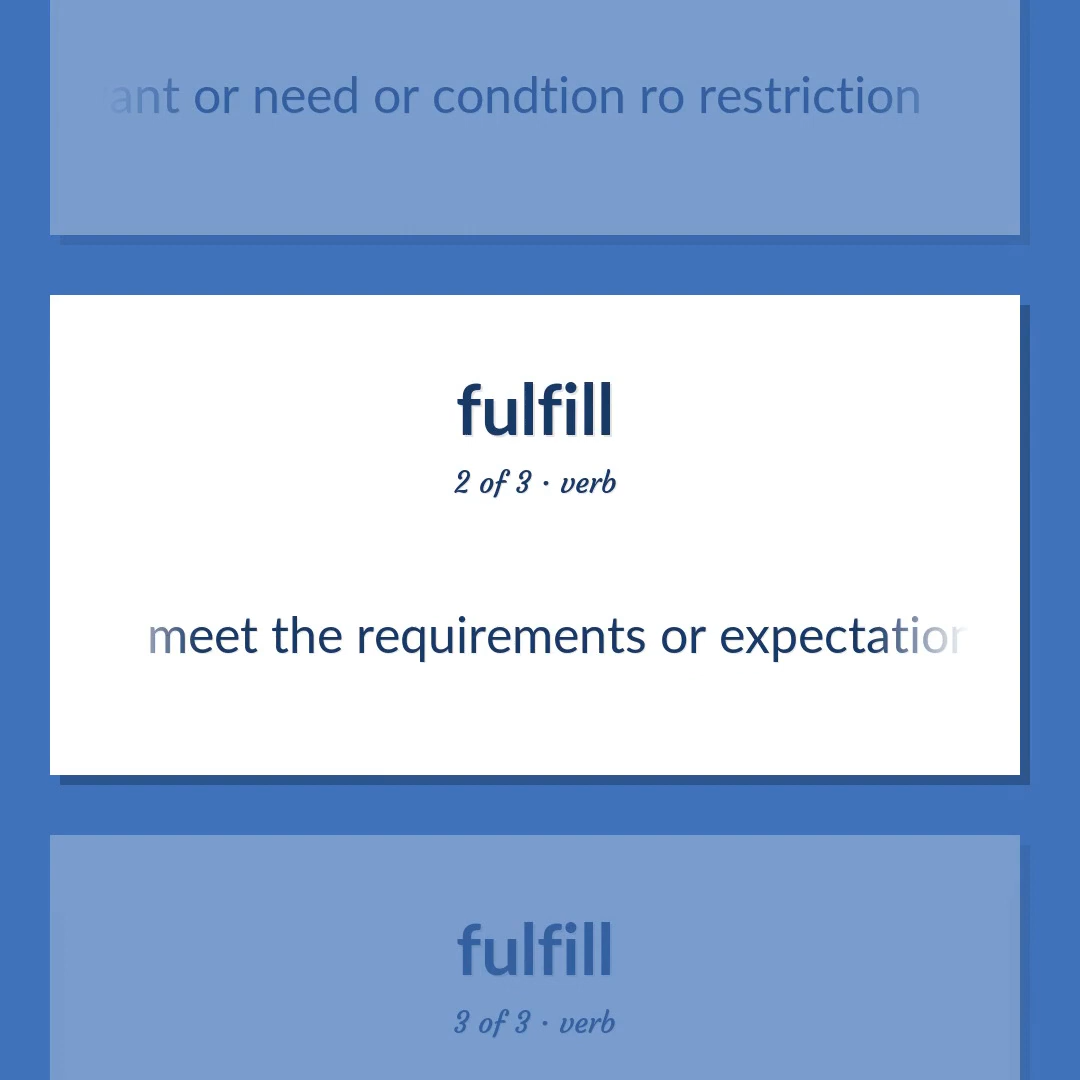 or need or condtion ro restriction
fulfill
2 of 3 · verb
meet the requirements or expectation
fulfill
3 of 3 · verb